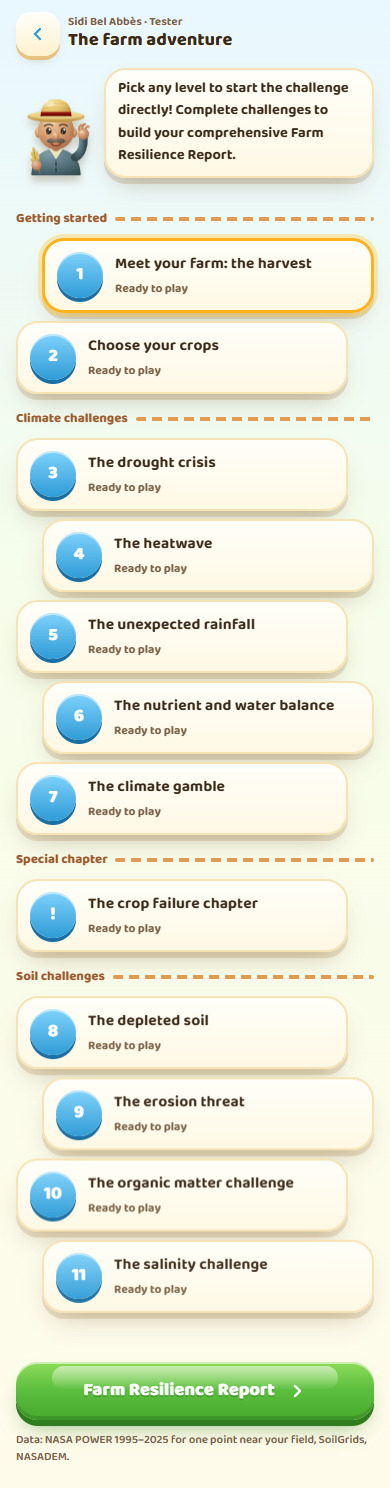 Sidi Bel Abbès · Tester
The farm adventure
Pick any level to start the challenge
directly! Complete challenges to
build your comprehensive Farm
Resilience Report.
Getting started
1
Meet your farm: the harvest
Ready to play
2
Choose your crops
Ready to play
Climate challenges
3
The drought crisis
Ready to play
4
The heatwave
Ready to play
5
The unexpected rainfall
Ready to play
6
The nutrient and water balance
Ready to play
7
The climate gamble
Ready to play
Special chapter
!
The crop failure chapter
Ready to play
Soil challenges
8
The depleted soil
Ready to play
9
The erosion threat
Ready to play
10
The organic matter challenge
Ready to play
11
The salinity challenge
Ready to play
Farm Resilience Report
Data: NASA POWER 1995–2025 for one point near your field, SoilGrids,
NASADEM.